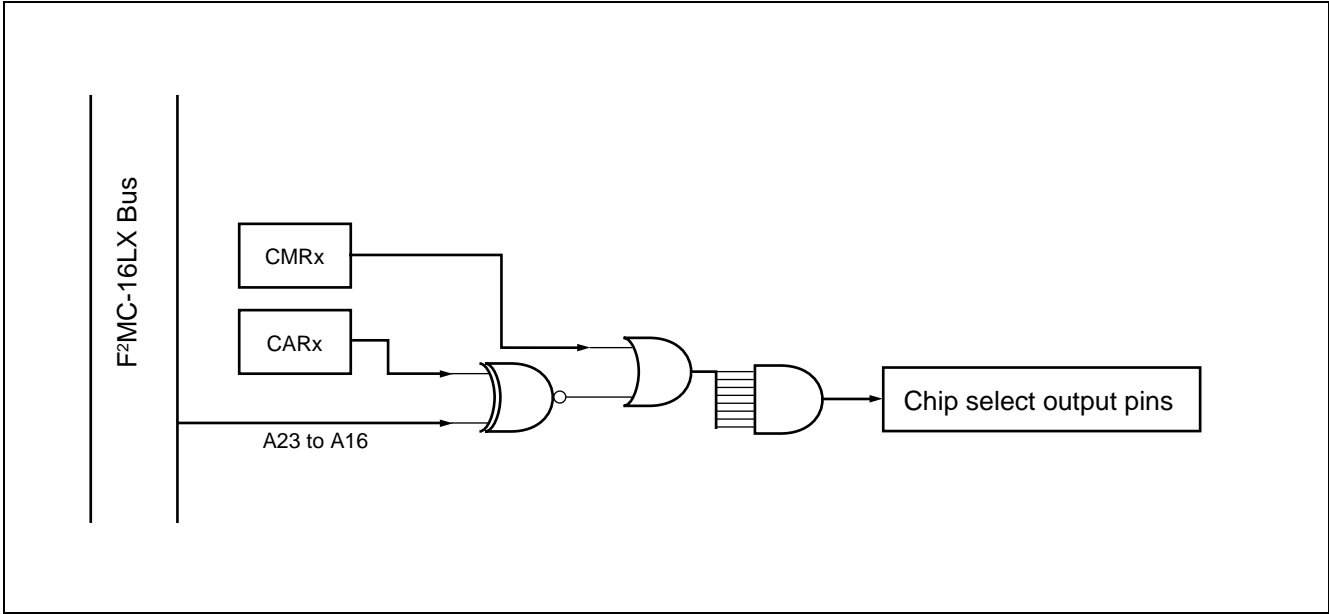 F²MC-16LX Bus
CMRx
CARx
A23 to A16
Chip select output pins